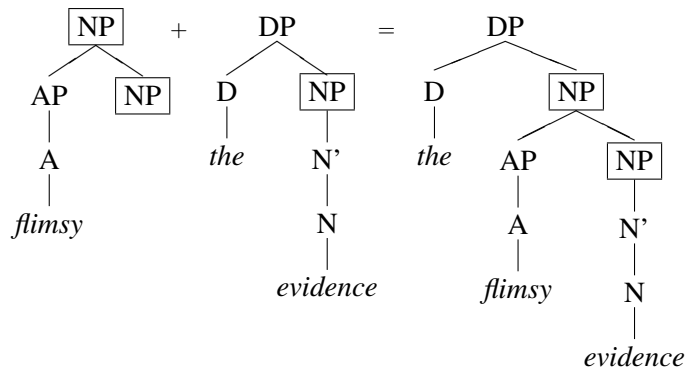 NP + DP = DP
AP NP D NP D NP
A the N’ the AP NP
flimsy N A N’
evidence flimsy N
evidence